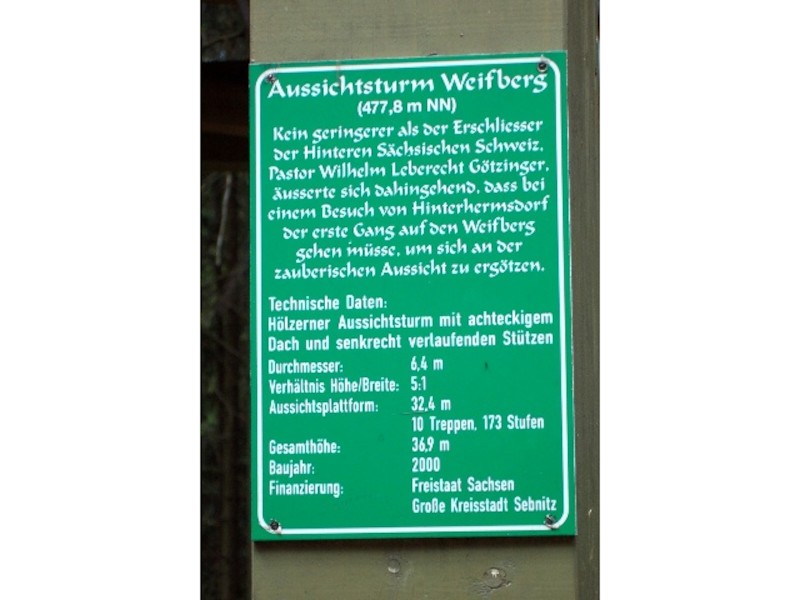 Aussichtsturm Weifberg
(477,8 m NN)
Kein geringerer als der Erschliesser
der Hinteren Sächsischen Schweiz,
Pastor Wilhelm Leberecht Götzinger,
äusserte sich dahingehend, dass bei
einem Besuch von Hinterhermsdorf
der erste Gang auf den Weifberg
gehen müsse, um sich an der
zauberischen Aussicht zu ergötzen.
Technische Daten:
Hölzerner Aussichtsturm mit achteckigem
Dach und senkrecht verlaufenden Stützen
Durchmesser: 6,4 m
Verhältnis Höhe/Breite: 5:1
Aussichtsplattform: 32,4 m
10 Treppen, 173 Stufen
Gesamthöhe: 36,9 m
Baujahr: 2000
Finanzierung: Freistaat Sachsen
Große Kreisstadt Sebnitz